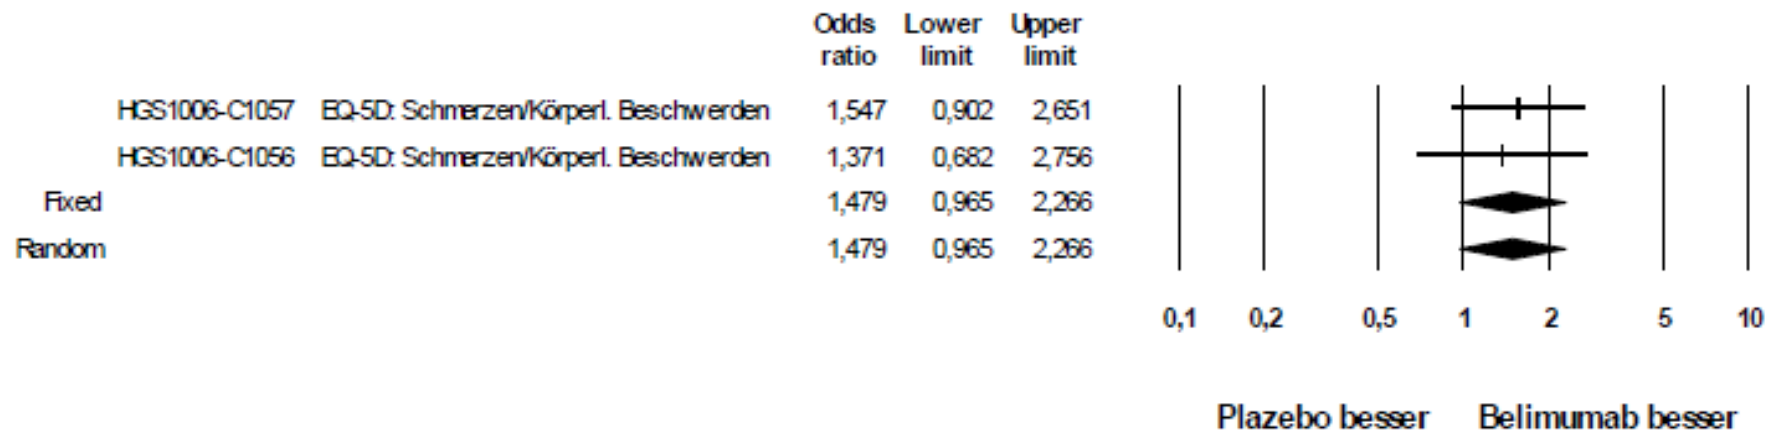 Odds Lower Upper
ratio limit limit
HGS1006-C1057 EQ-5D: Schmerzen/Körperl. Beschwerden 1,547 0,902 2,651
HGS1006-C1056 EQ-5D: Schmerzen/Körperl. Beschwerden 1,371 0,682 2,756
Fixed 1,479 0,965 2,266
Random 1,479 0,965 2,266
0,1 0,2 0,5 1 2 5 10
Plazebo besser Belimumab besser